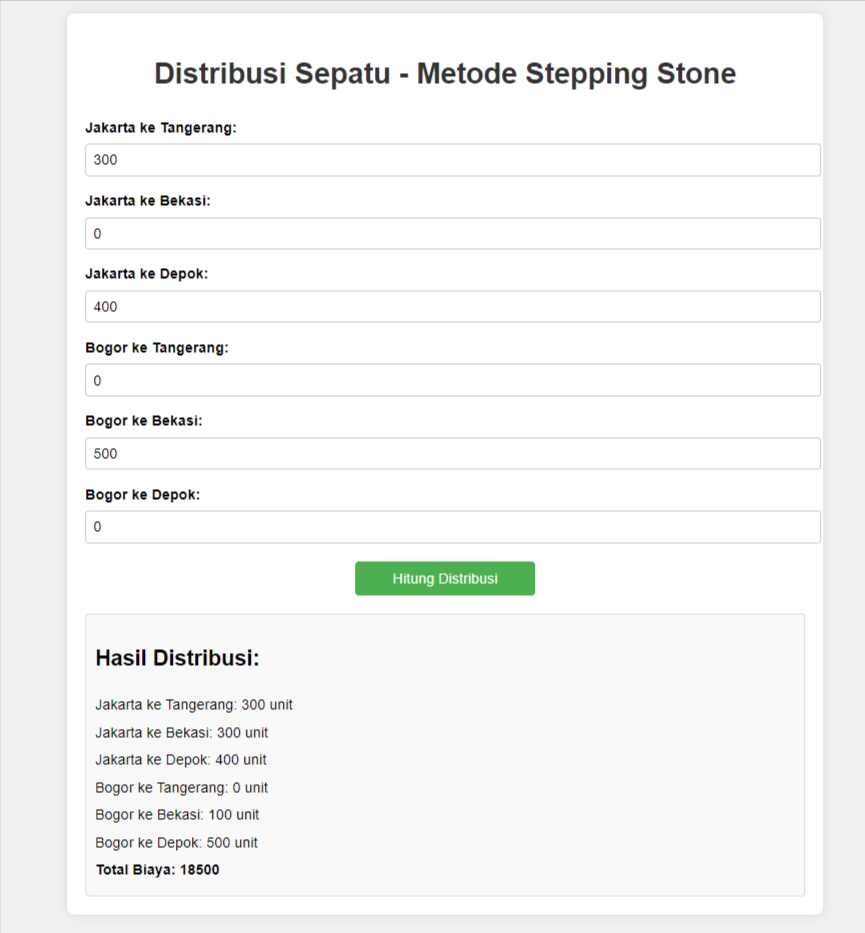 Distribusi Sepatu - Metode Stepping Stone
Jakarta ke Tangerang:
300
Jakarta ke Bekasi:
0
Jakarta ke Depok:
400
Bogor ke Tangerang:
0
Bogor ke Bekasi:
500
Bogor ke Depok:
0
Hitung Distribusi
Hasil Distribusi:
Jakarta ke Tangerang: 300 unit
Jakarta ke Bekasi: 300 unit
Jakarta ke Depok: 400 unit
Bogor ke Tangerang: 0 unit
Bogor ke Bekasi: 100 unit
Bogor ke Depok: 500 unit
Total Biaya: 18500